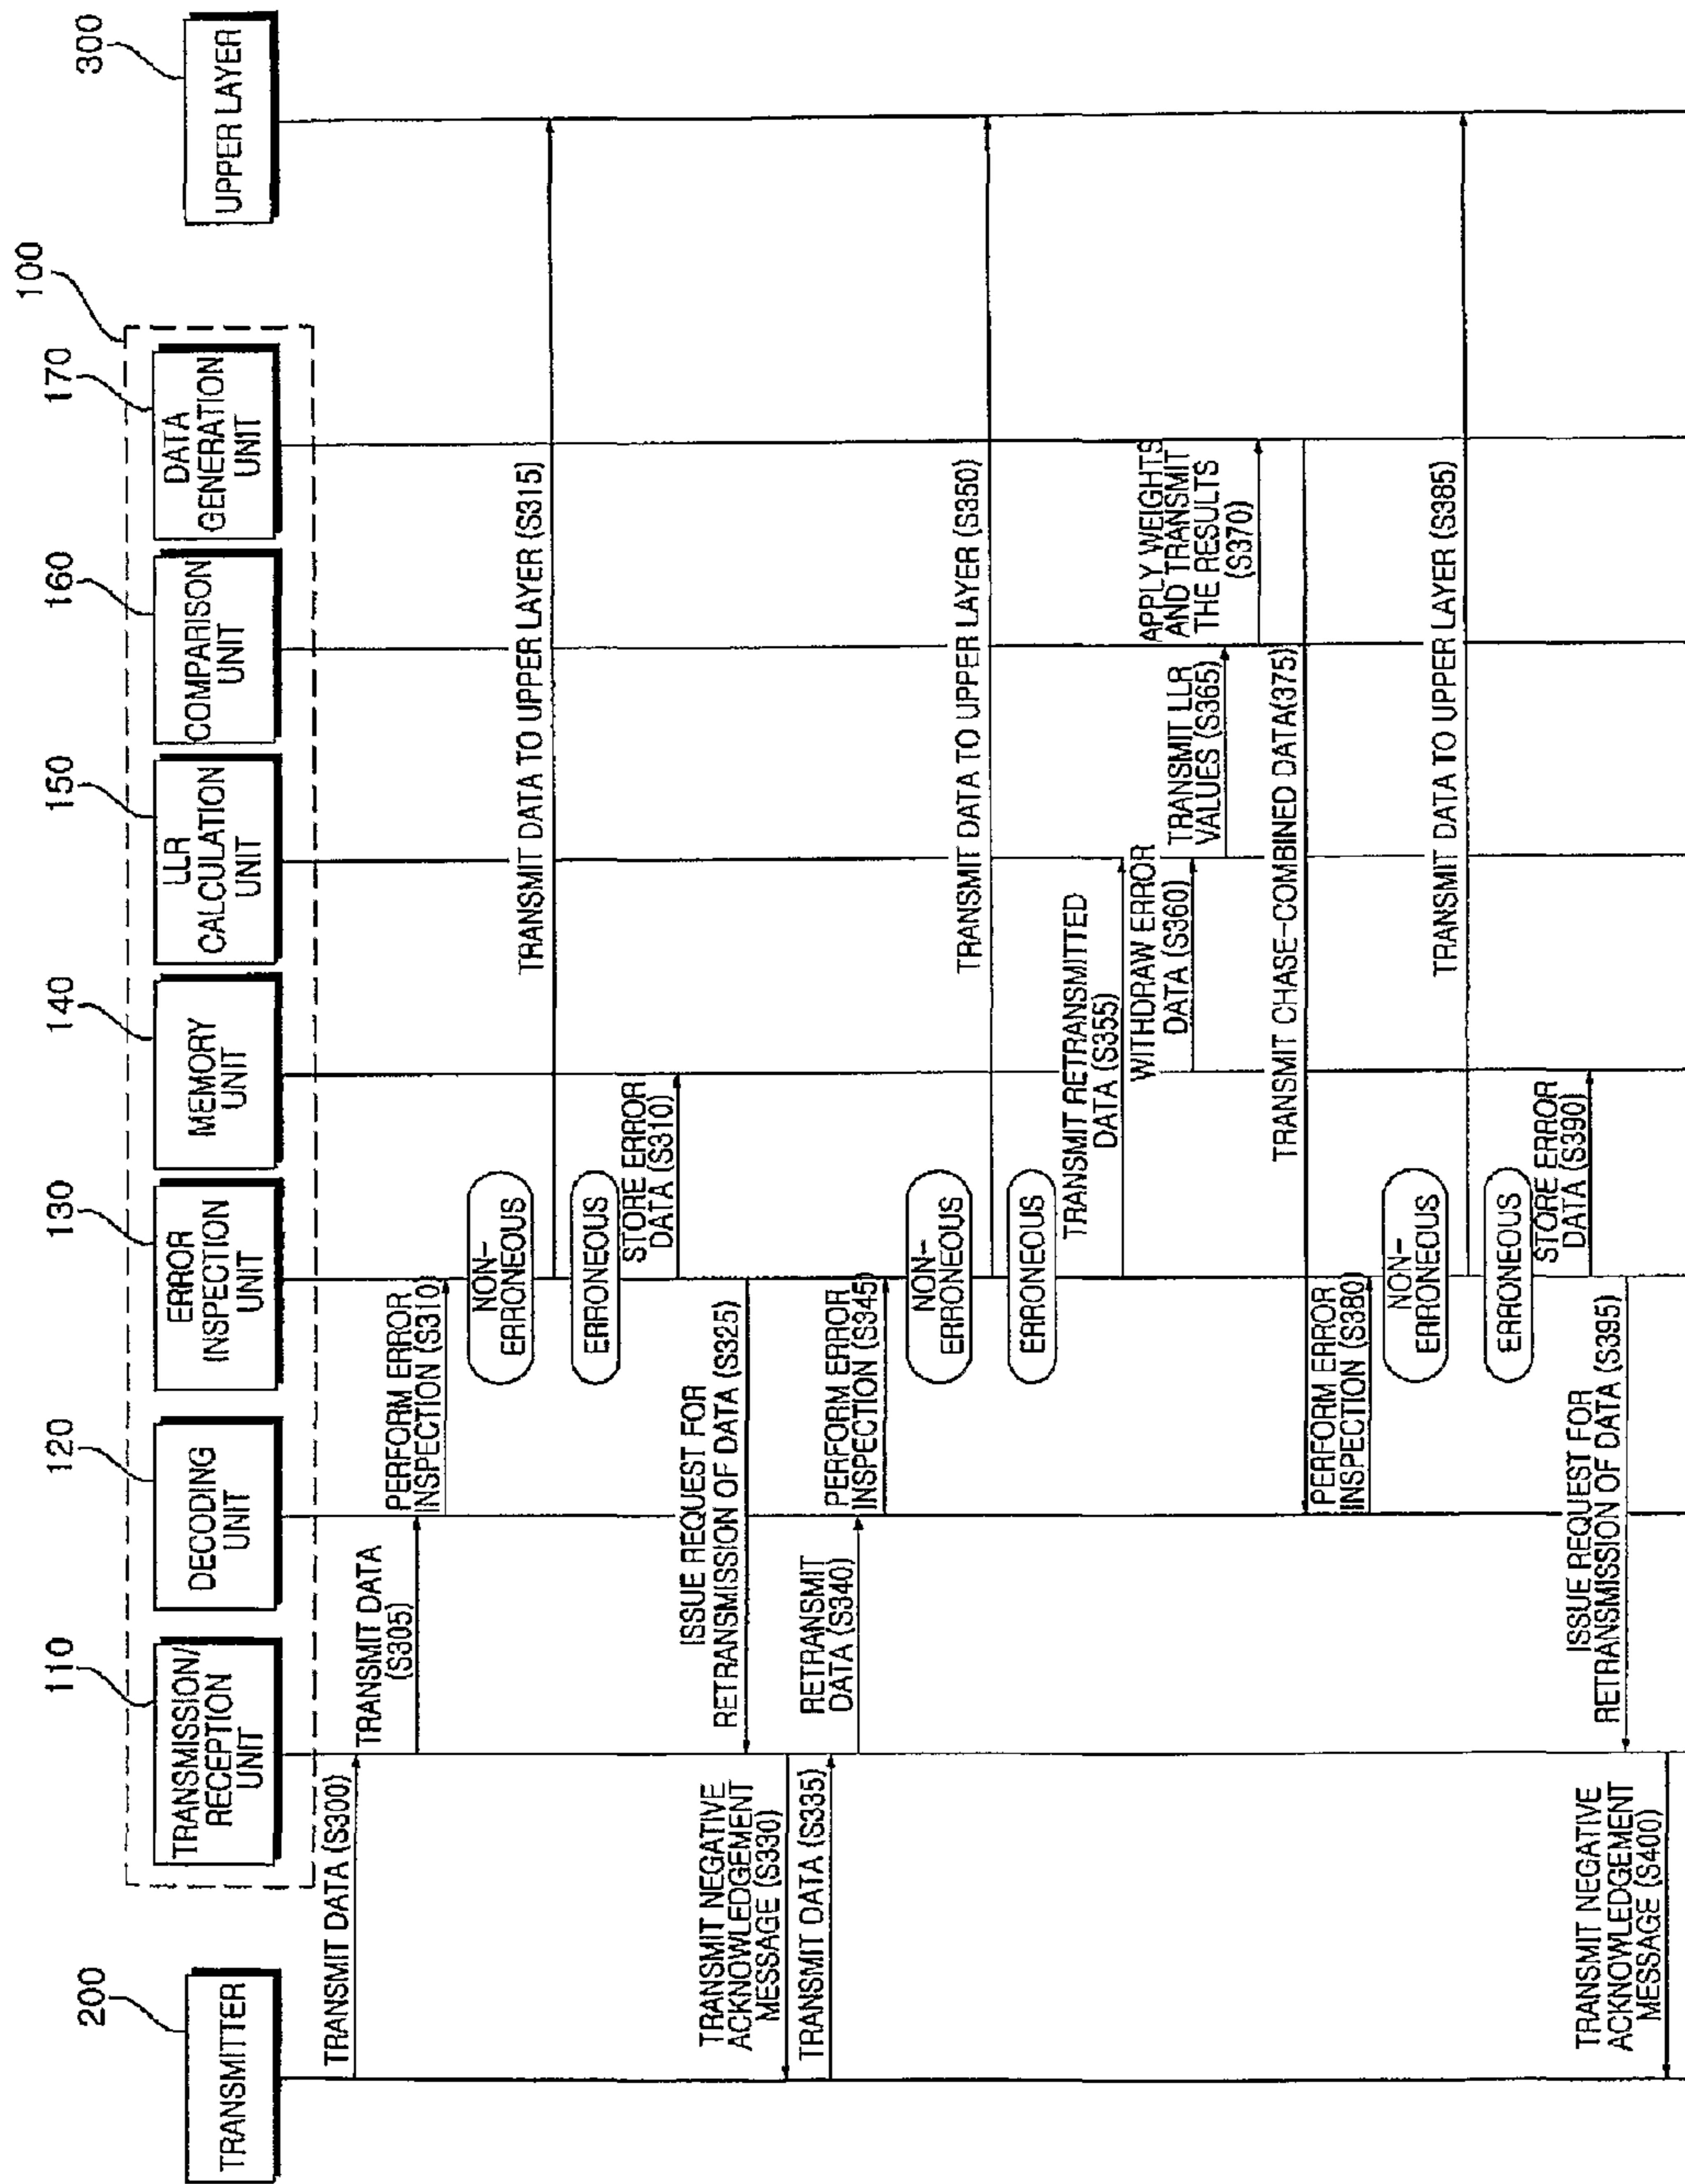 100
200
110
120
130
140
150
160
170
300
TRANSMITTER
TRANSMISSION/
RECEPTION
UNIT
DECODING
UNIT
ERROR
INSPECTION
UNIT
MEMORY
UNIT
LLR
CALCULATION
UNIT
COMPARISON
UNIT
DATA
GENERATION
UNIT
UPPER LAYER
TRANSMIT DATA (S300)
TRANSMIT DATA
(S305)
PERFORM ERROR
INSPECTION (S310)
NON-
ERRONEOUS
TRANSMIT DATA TO UPPER LAYER (S315)
ERRONEOUS
STORE ERROR
DATA (S310)
ISSUE REQUEST FOR
RETRANSMISSION OF DATA (S325)
TRANSMIT NEGATIVE
ACKNOWLEDGEMENT
MESSAGE (S330)
TRANSMIT DATA (S335)
RETRANSMIT
DATA (S340)
PERFORM ERROR
INSPECTION (S345)
NON-
ERRONEOUS
TRANSMIT DATA TO UPPER LAYER (S350)
ERRONEOUS
TRANSMIT RETRANSMITTED
DATA (S355)
WITHDRAW ERROR
DATA (S360)
TRANSMIT LLR
VALUES (S365)
APPLY WEIGHTS
AND TRANSMIT
THE RESULTS
(S370)
TRANSMIT CHASE-COMBINED DATA(375)
PERFORM ERROR
INSPECTION (S380)
NON-
ERRONEOUS
TRANSMIT DATA TO UPPER LAYER (S385)
ERRONEOUS
STORE ERROR
DATA (S390)
ISSUE REQUEST FOR
RETRANSMISSION OF DATA (S395)
TRANSMIT NEGATIVE
ACKNOWLEDGEMENT
MESSAGE (S400)